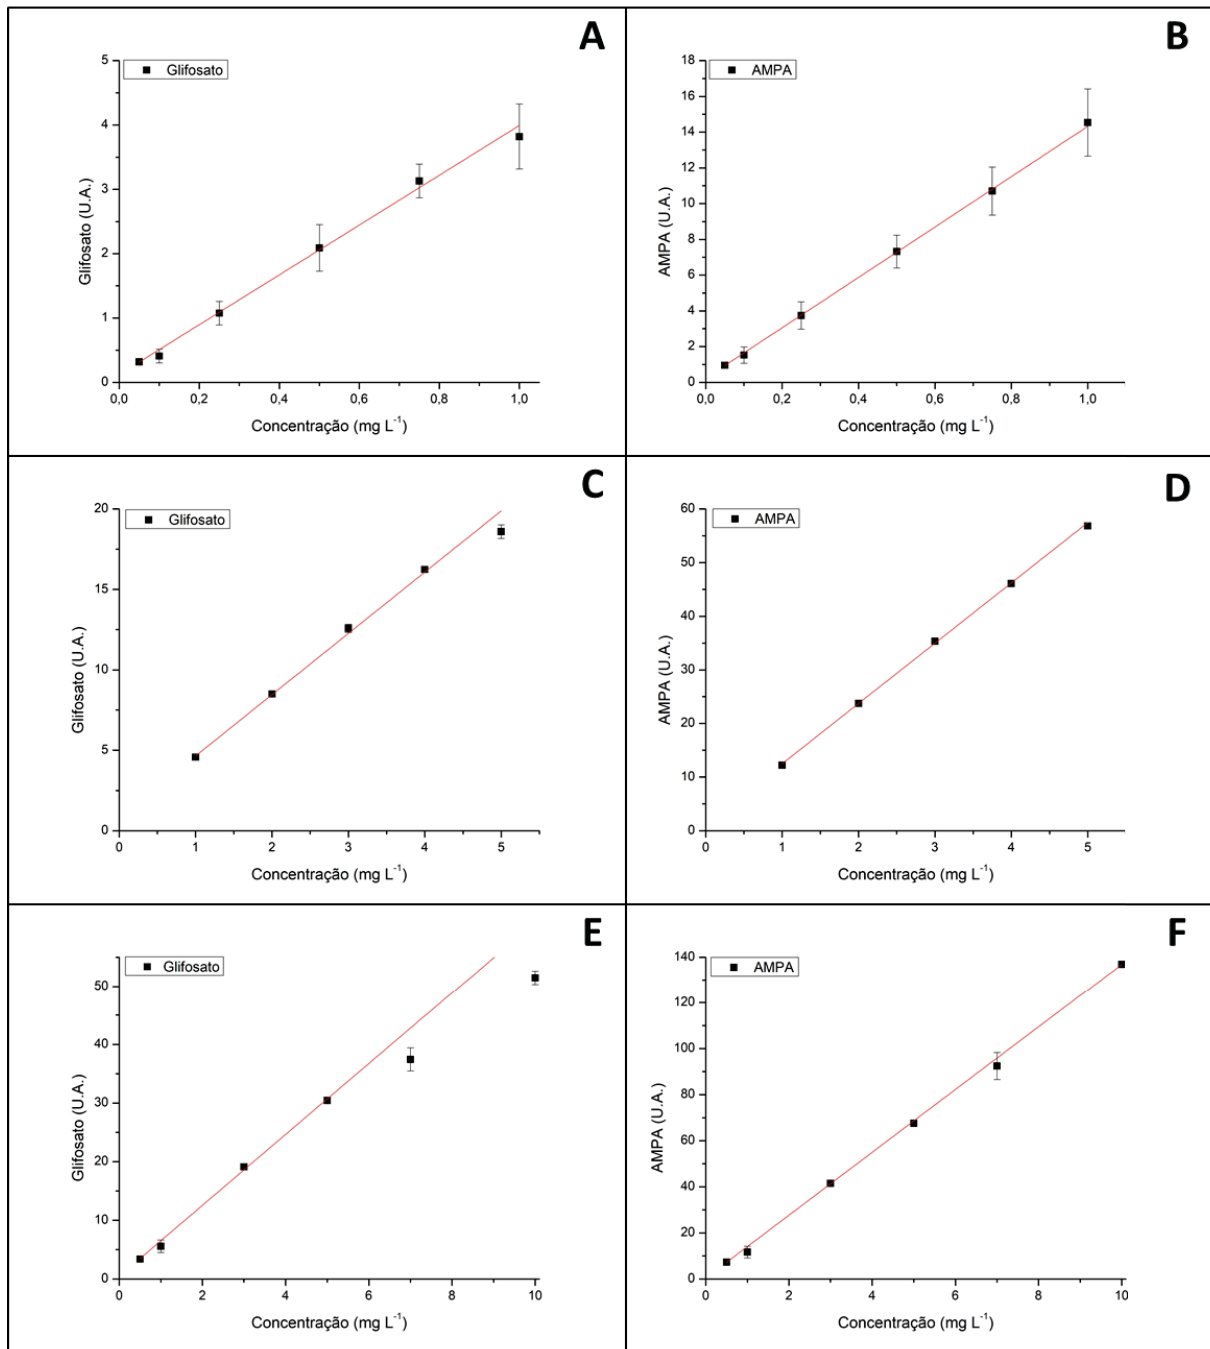 A
Glifosato
Glifosato (U.A.)
5
4
3
2
1
0
0,0 0,2 0,4 0,6 0,8 1,0
Concentração (mg L⁻¹)
B
AMPA
AMPA (U.A.)
18
16
14
12
10
8
6
4
2
0
0,0 0,2 0,4 0,6 0,8 1,0
Concentração (mg L⁻¹)
C
Glifosato
Glifosato (U.A.)
20
15
10
5
0
0 1 2 3 4 5
Concentração (mg L⁻¹)
D
AMPA
AMPA (U.A.)
60
50
40
30
20
10
0
0 1 2 3 4 5
Concentração (mg L⁻¹)
E
Glifosato
Glifosato (U.A.)
50
40
30
20
10
0
0 2 4 6 8 10
Concentração (mg L⁻¹)
F
AMPA
AMPA (U.A.)
140
120
100
80
60
40
20
0
0 2 4 6 8 10
Concentração (mg L⁻¹)